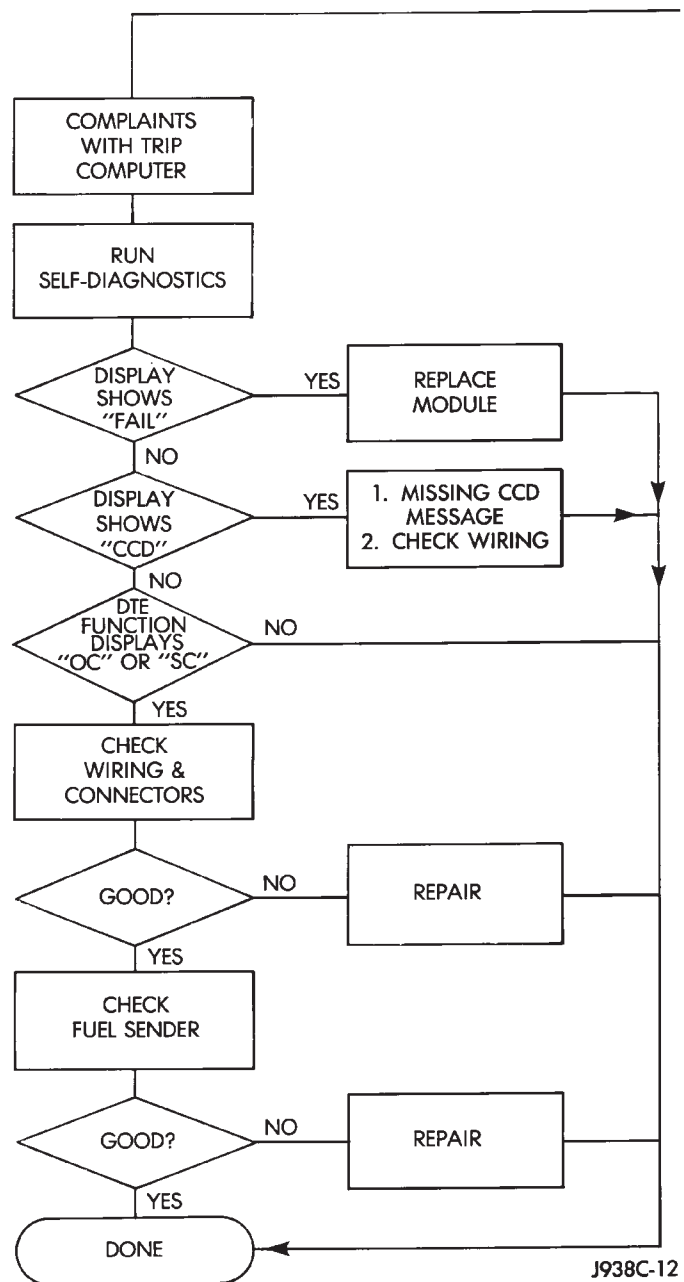 COMPLAINTS
WITH TRIP
COMPUTER
RUN
SELF-DIAGNOSTICS
DISPLAY
SHOWS
"FAIL"
YES
REPLACE
MODULE
NO
DISPLAY
SHOWS
"CCD"
YES
1. MISSING CCD
MESSAGE
2. CHECK WIRING
NO
DTE
FUNCTION
DISPLAYS
"OC" OR "SC"
NO
YES
CHECK
WIRING &
CONNECTORS
GOOD?
NO
REPAIR
YES
CHECK
FUEL SENDER
GOOD?
NO
REPAIR
YES
DONE
J938C-12